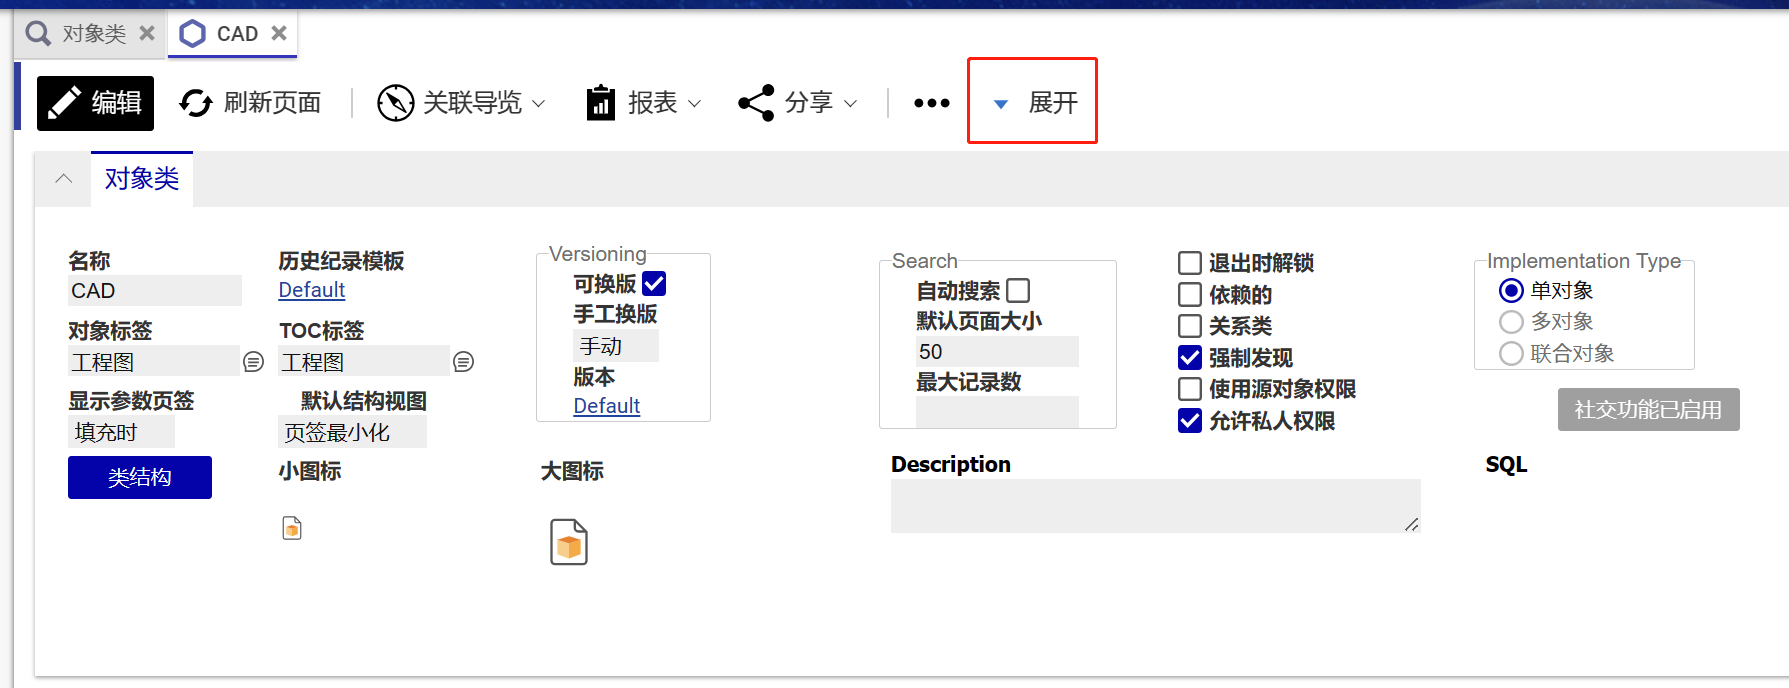 对象类
CAD
编辑
刷新页面
关联导览
报表
分享
展开
对象类
名称
CAD
历史纪录模板
Default
对象标签
工程图
TOC标签
工程图
显示参数页签
填充时
默认结构视图
页签最小化
类结构
小图标
大图标
Versioning
可换版
手工换版
手动
版本
Default
Search
自动搜索
默认页面大小
50
最大记录数
退出时解锁
依赖的
关系类
强制发现
使用源对象权限
允许私人权限
Implementation Type
单对象
多对象
联合对象
社交功能已启用
Description
SQL